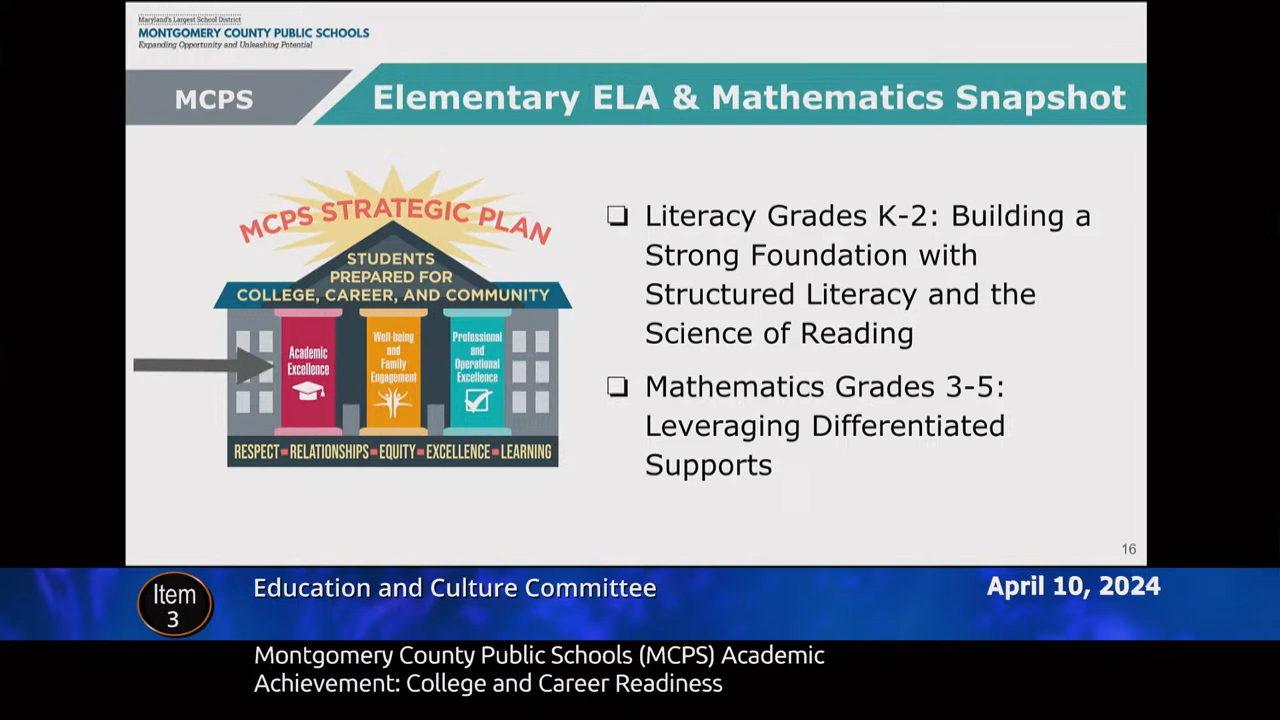 Maryland's Largest School District
MONTGOMERY COUNTY PUBLIC SCHOOLS
Expanding Opportunity and Unleashing Potential
MCPS
Elementary ELA & Mathematics Snapshot
MCPS STRATEGIC PLAN
STUDENTS
PREPARED FOR
COLLEGE, CAREER, AND COMMUNITY
Academic
Excellence
Well-being
and
Family
Engagement
Professional
and
Operational
Excellence
RESPECT-RELATIONSHIPS-EQUITY-EXCELLENCE-LEARNING
❑ Literacy Grades K-2: Building a
Strong Foundation with
Structured Literacy and the
Science of Reading
❑ Mathematics Grades 3-5:
Leveraging Differentiated
Supports
16
Item
3
Education and Culture Committee
April 10, 2024
Montgomery County Public Schools (MCPS) Academic
Achievement: College and Career Readiness